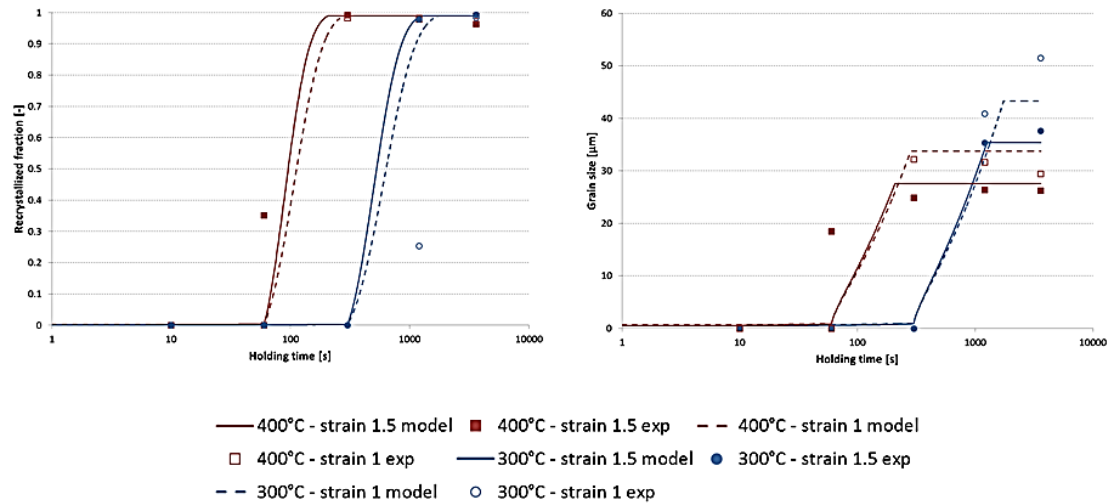 1
0.9
0.8
0.7
0.6
0.5
0.4
0.3
0.2
0.1
0
Recrystallized fraction [-]
1 10 100 1000 10000
Holding time [s]
60
50
40
30
20
10
0
Grain size [µm]
1 10 100 1000 10000
Holding time [s]
400°C - strain 1.5 model 400°C - strain 1.5 exp 400°C - strain 1 model
400°C - strain 1 exp 300°C - strain 1.5 model 300°C - strain 1.5 exp
300°C - strain 1 model 300°C - strain 1 exp